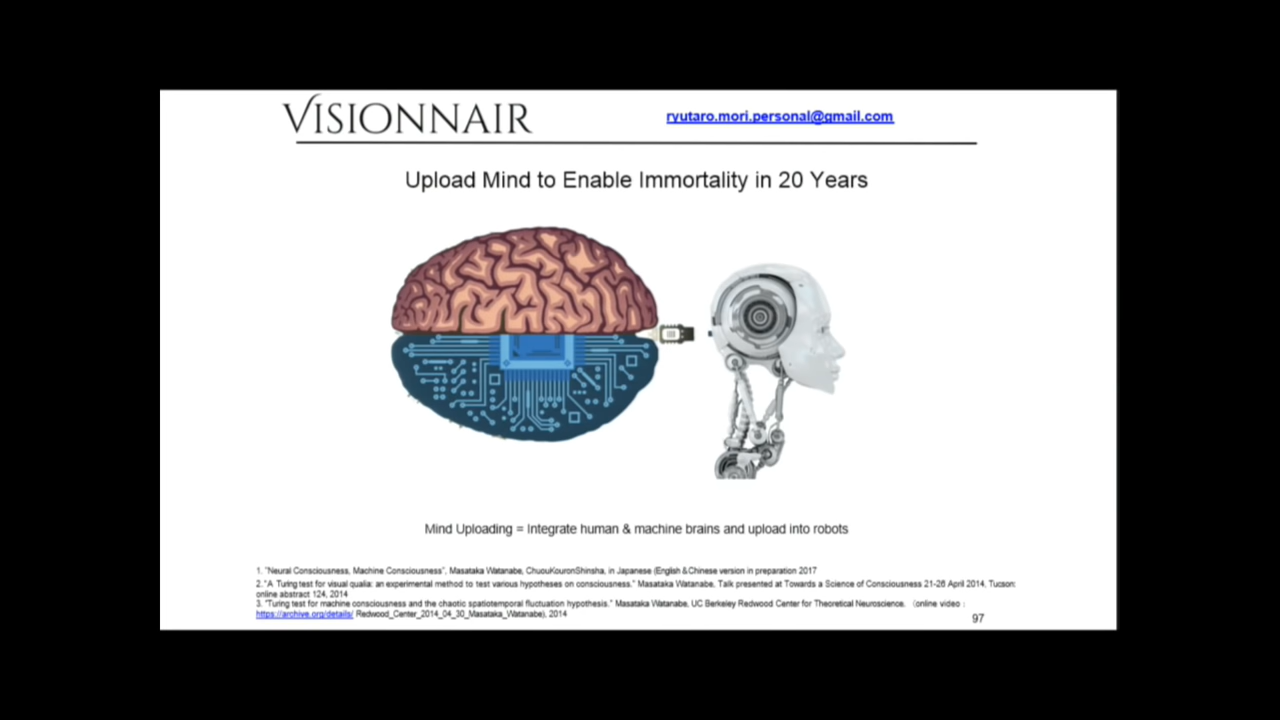 VISIONNAIR
ryutaro.mori.personal@gmail.com
Upload Mind to Enable Immortality in 20 Years
Mind Uploading = Integrate human & machine brains and upload into robots
1. "Neural Consciousness, Machine Consciousness", Masataka Watanabe, ChuouKouronShinsha, in Japanese (English & Chinese version in preparation 2017
2. "A Turing test for visual qualia: an experimental method to test various hypotheses on consciousness." Masataka Watanabe, Talk presented at Towards a Science of Consciousness 21-26 April 2014, Tucson:
online abstract 124, 2014
3. "Turing test for machine consciousness and the chaotic spatiotemporal fluctuation hypothesis." Masataka Watanabe, UC Berkeley Redwood Center for Theoretical Neuroscience, (online video :
https://archive.org/details/ Redwood_Center_2014_04_30_Masataka_Watanabe), 2014
97